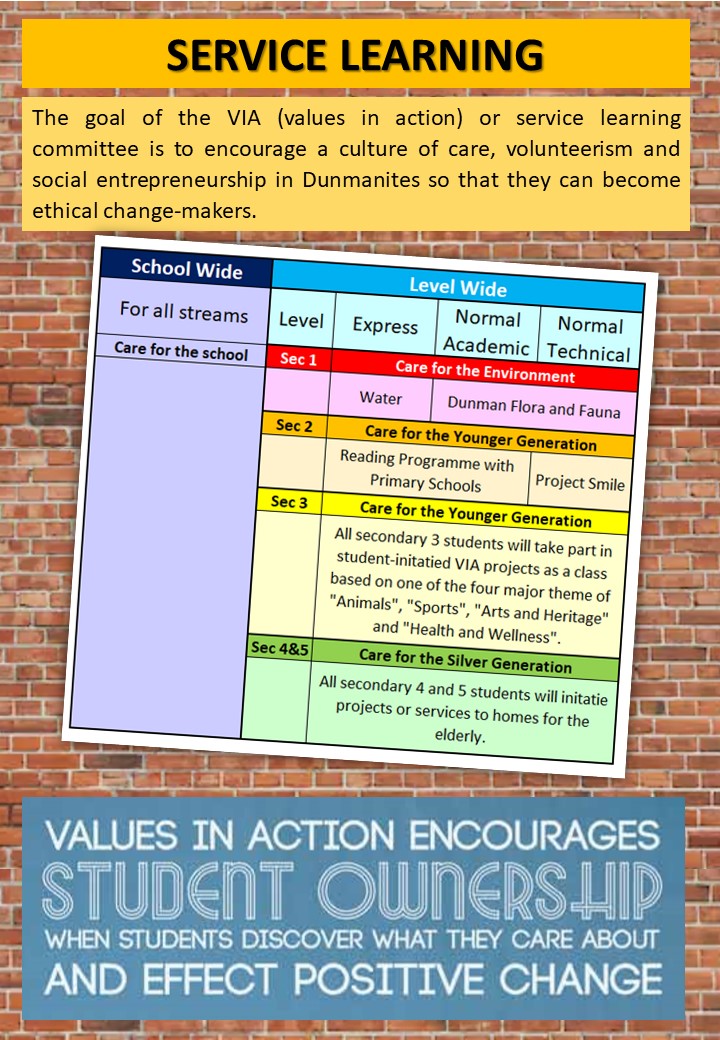 SERVICE LEARNING
The goal of the VIA (values in action) or service learning
committee is to encourage a culture of care, volunteerism and
social entrepreneurship in Dunmanites so that they can become
ethical change-makers.
School Wide
Level Wide
For all streams
Level
Express
Normal
Academic
Normal
Technical
Care for the school
Sec 1
Care for the Environment
Water
Dunman Flora and Fauna
Sec 2
Care for the Younger Generation
Reading Programme with
Primary Schools
Project Smile
Sec 3
Care for the Younger Generation
All secondary 3 students will take part in
student-initatied VIA projects as a class
based on one of the four major theme of
"Animals", "Sports", "Arts and Heritage"
and "Health and Wellness".
Sec 4&5
Care for the Silver Generation
All secondary 4 and 5 students will initatie
projects or services to homes for the
elderly.
VALUES IN ACTION ENCOURAGES
STUDENT OWNERSHIP
WHEN STUDENTS DISCOVER WHAT THEY CARE ABOUT
AND EFFECT POSITIVE CHANGE